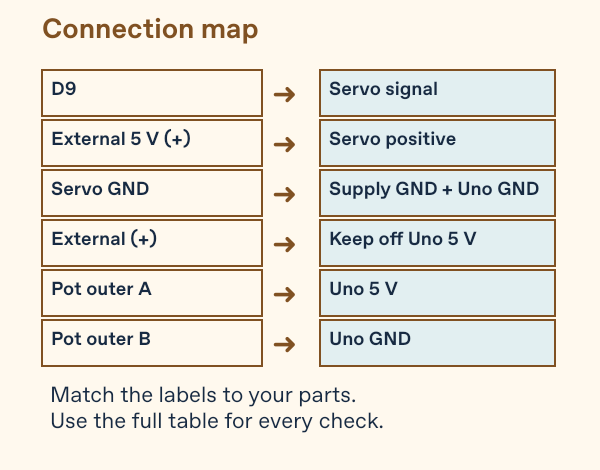 Connection map
D9 ➔ Servo signal
External 5 V (+) ➔ Servo positive
Servo GND ➔ Supply GND + Uno GND
External (+) ➔ Keep off Uno 5 V
Pot outer A ➔ Uno 5 V
Pot outer B ➔ Uno GND
Match the labels to your parts.
Use the full table for every check.